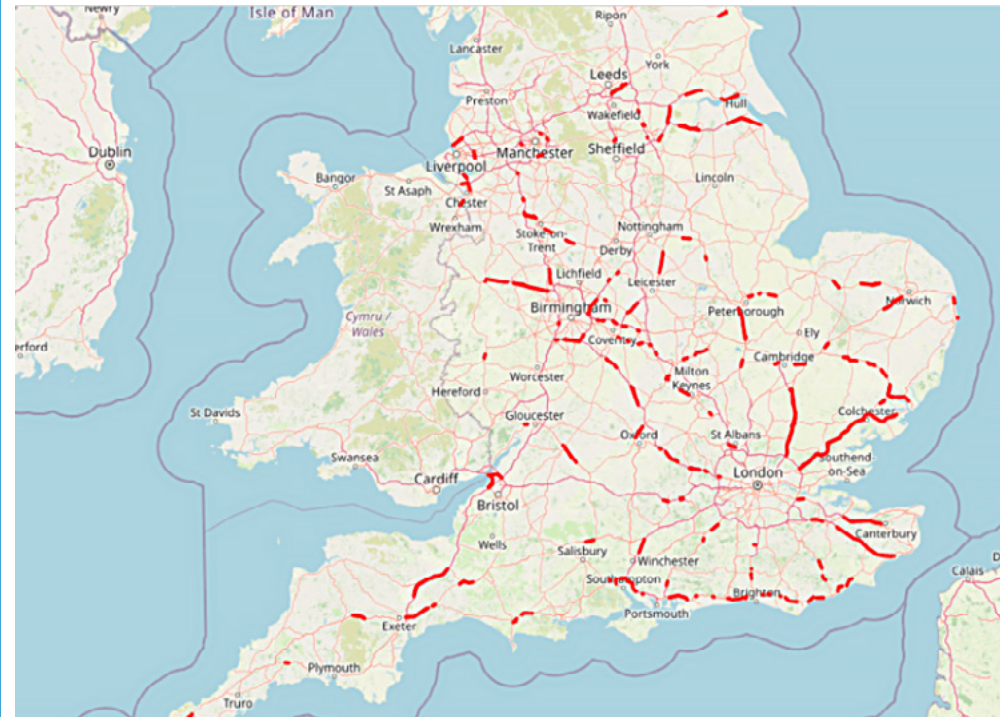 Newry
Isle of Man
Ripon
Lancaster
York
Leeds
Preston
Hull
Wakefield
Dublin
Manchester
Sheffield
Liverpool
Bangor
St Asaph
Lincoln
Chester
Wrexham
Stoke-on-
Trent
Nottingham
Derby
Lichfield
Leicester
Norwich
Birmingham
Peterborough
Cymru /
Wales
Coventry
Ely
erford
Cambridge
Worcester
Milton
Keynes
Hereford
St Davids
Gloucester
Colchester
Oxford
St Albans
Swansea
Southend-
on-Sea
Cardiff
London
Bristol
Canterbury
Wells
Salisbury
Winchester
Calais
D
Southampton
Brighton
Portsmouth
Exeter
Plymouth
Truro